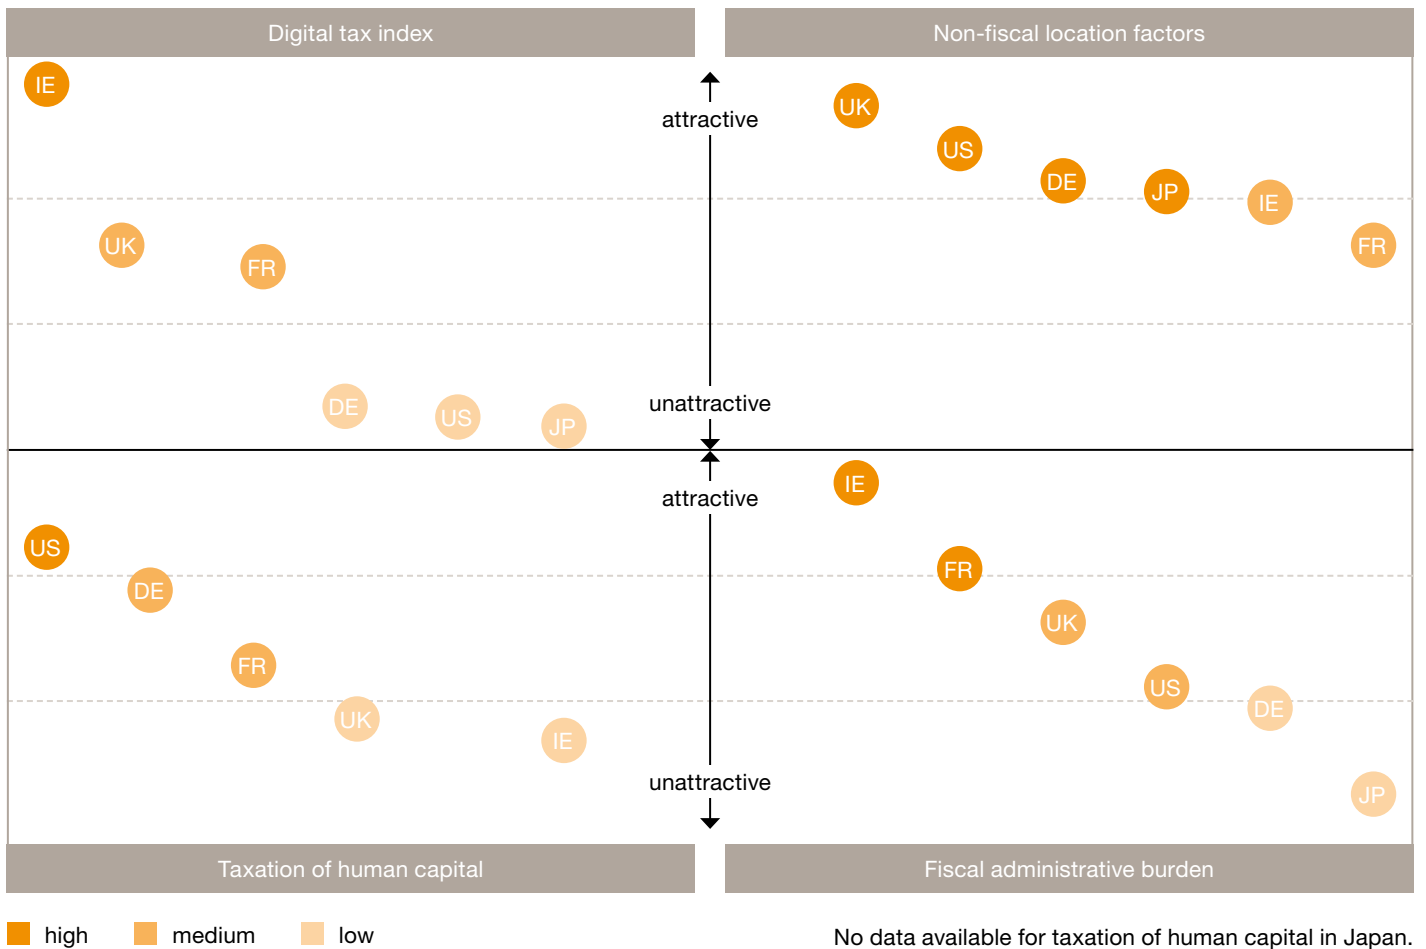 Digital tax index
Non-fiscal location factors
IE
UK
FR
DE
US
JP
attractive
unattractive
UK
US
DE
JP
IE
FR
US
DE
FR
UK
IE
attractive
unattractive
IE
FR
UK
US
DE
JP
Taxation of human capital
Fiscal administrative burden
high
medium
low
No data available for taxation of human capital in Japan.